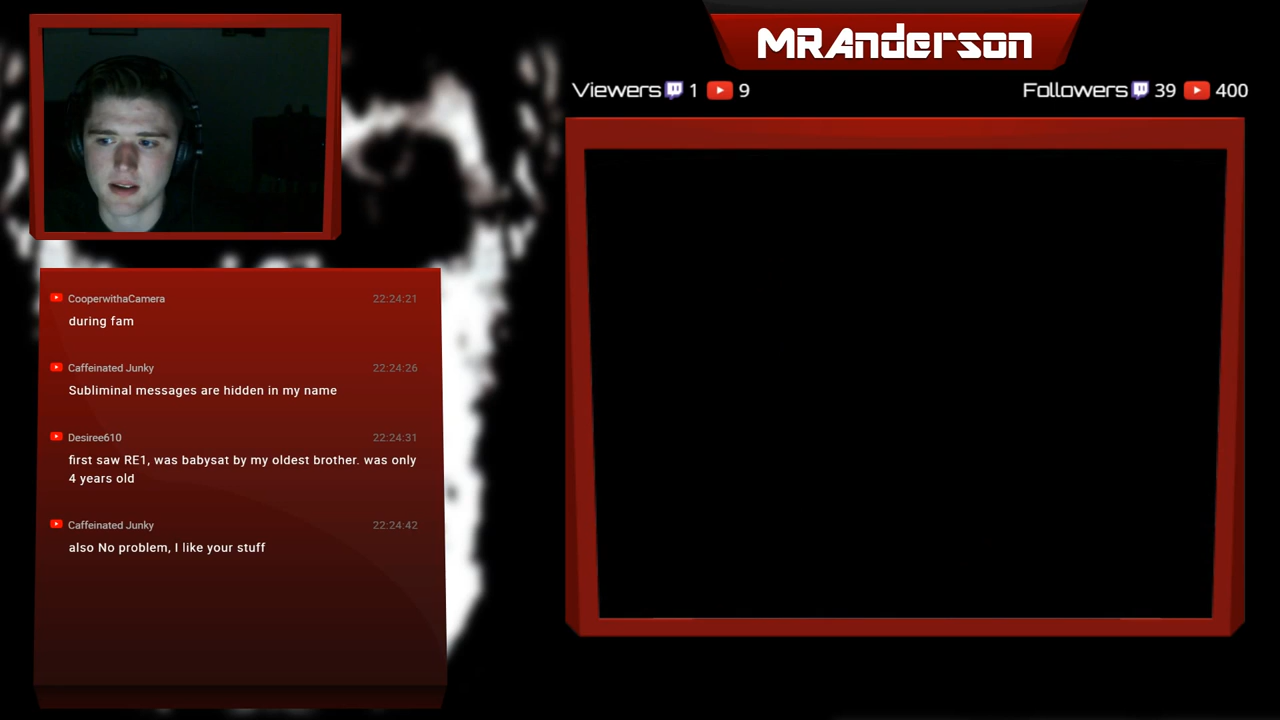 MRAnderson
Viewers 1 9
Followers 39 400
CooperwithaCamera 22:24:21
during fam
Caffeinated Junky 22:24:26
Subliminal messages are hidden in my name
Desiree610 22:24:31
first saw RE1, was babysat by my oldest brother. was only
4 years old
Caffeinated Junky 22:24:42
also No problem, I like your stuff